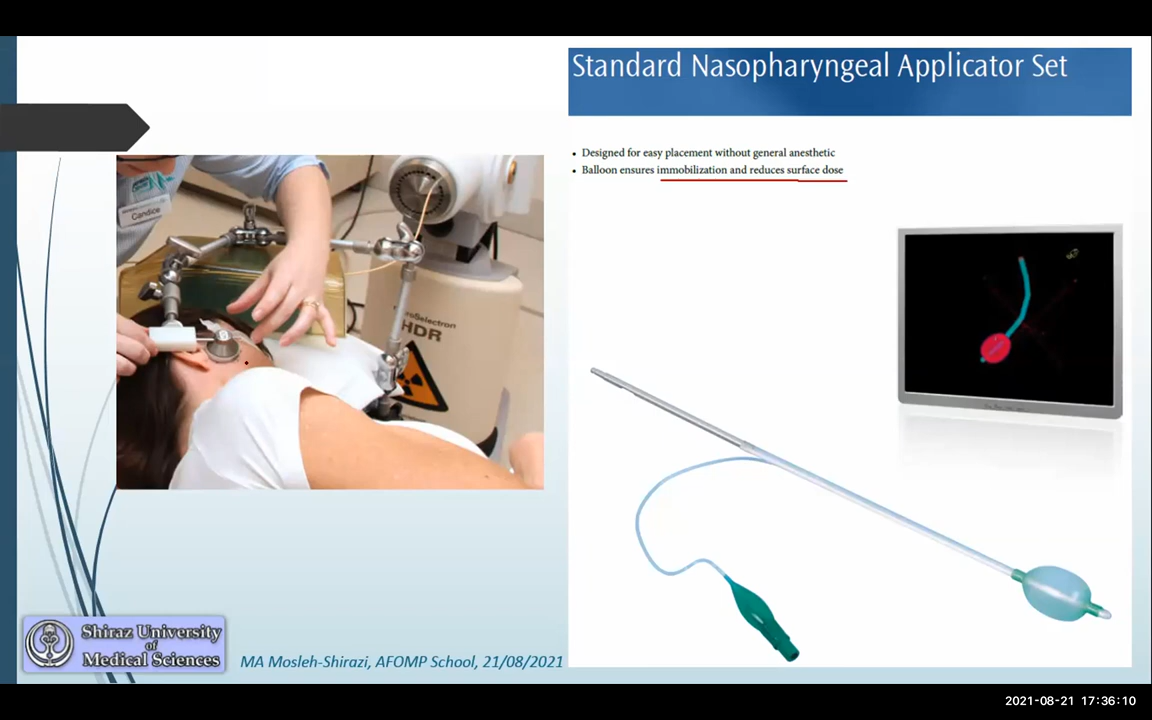 Standard Nasopharyngeal Applicator Set
• Designed for easy placement without general anesthetic
• Balloon ensures immobilization and reduces surface dose
Candice
HDR
Shiraz University
of
Medical Sciences
MA Mosleh-Shirazi, AFOMP School, 21/08/2021
2021-08-21 17:36:10